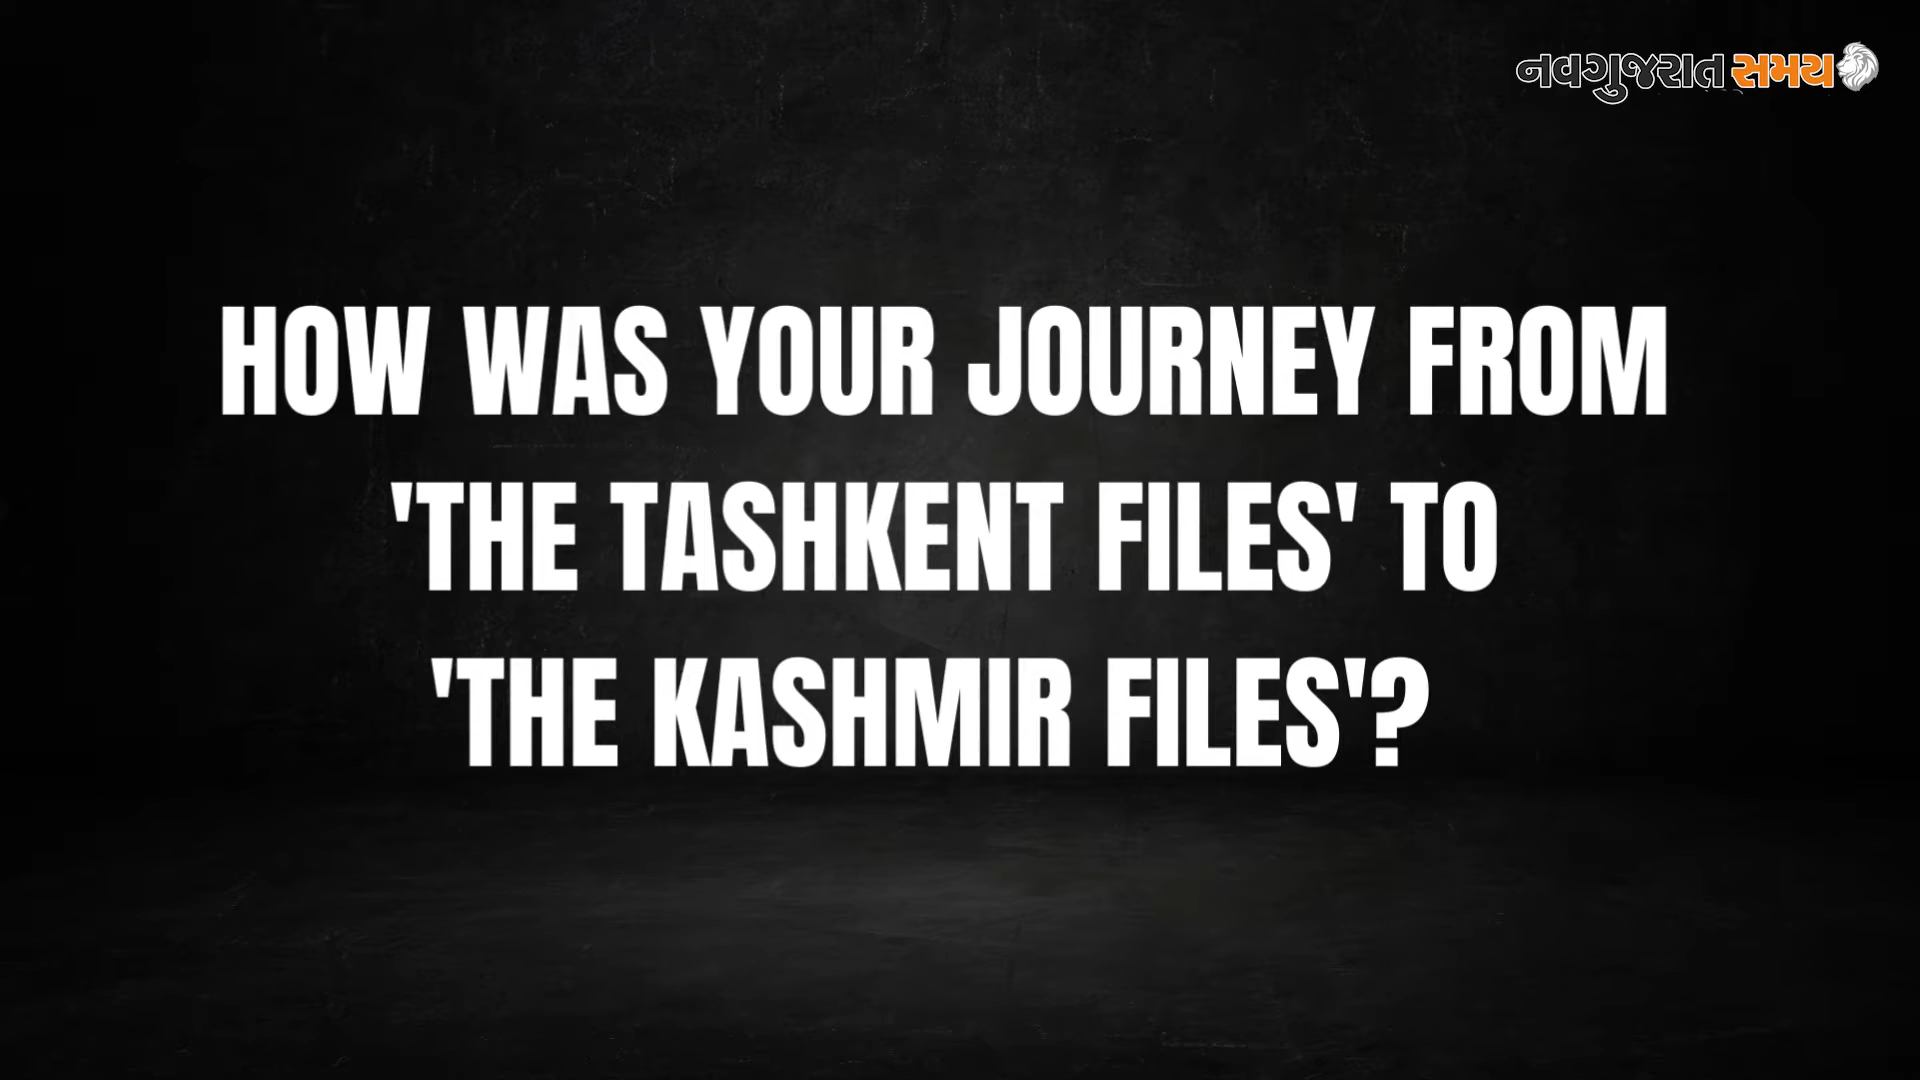 નવગુજરાત સમય
HOW WAS YOUR JOURNEY FROM
'THE TASHKENT FILES' TO
'THE KASHMIR FILES'?